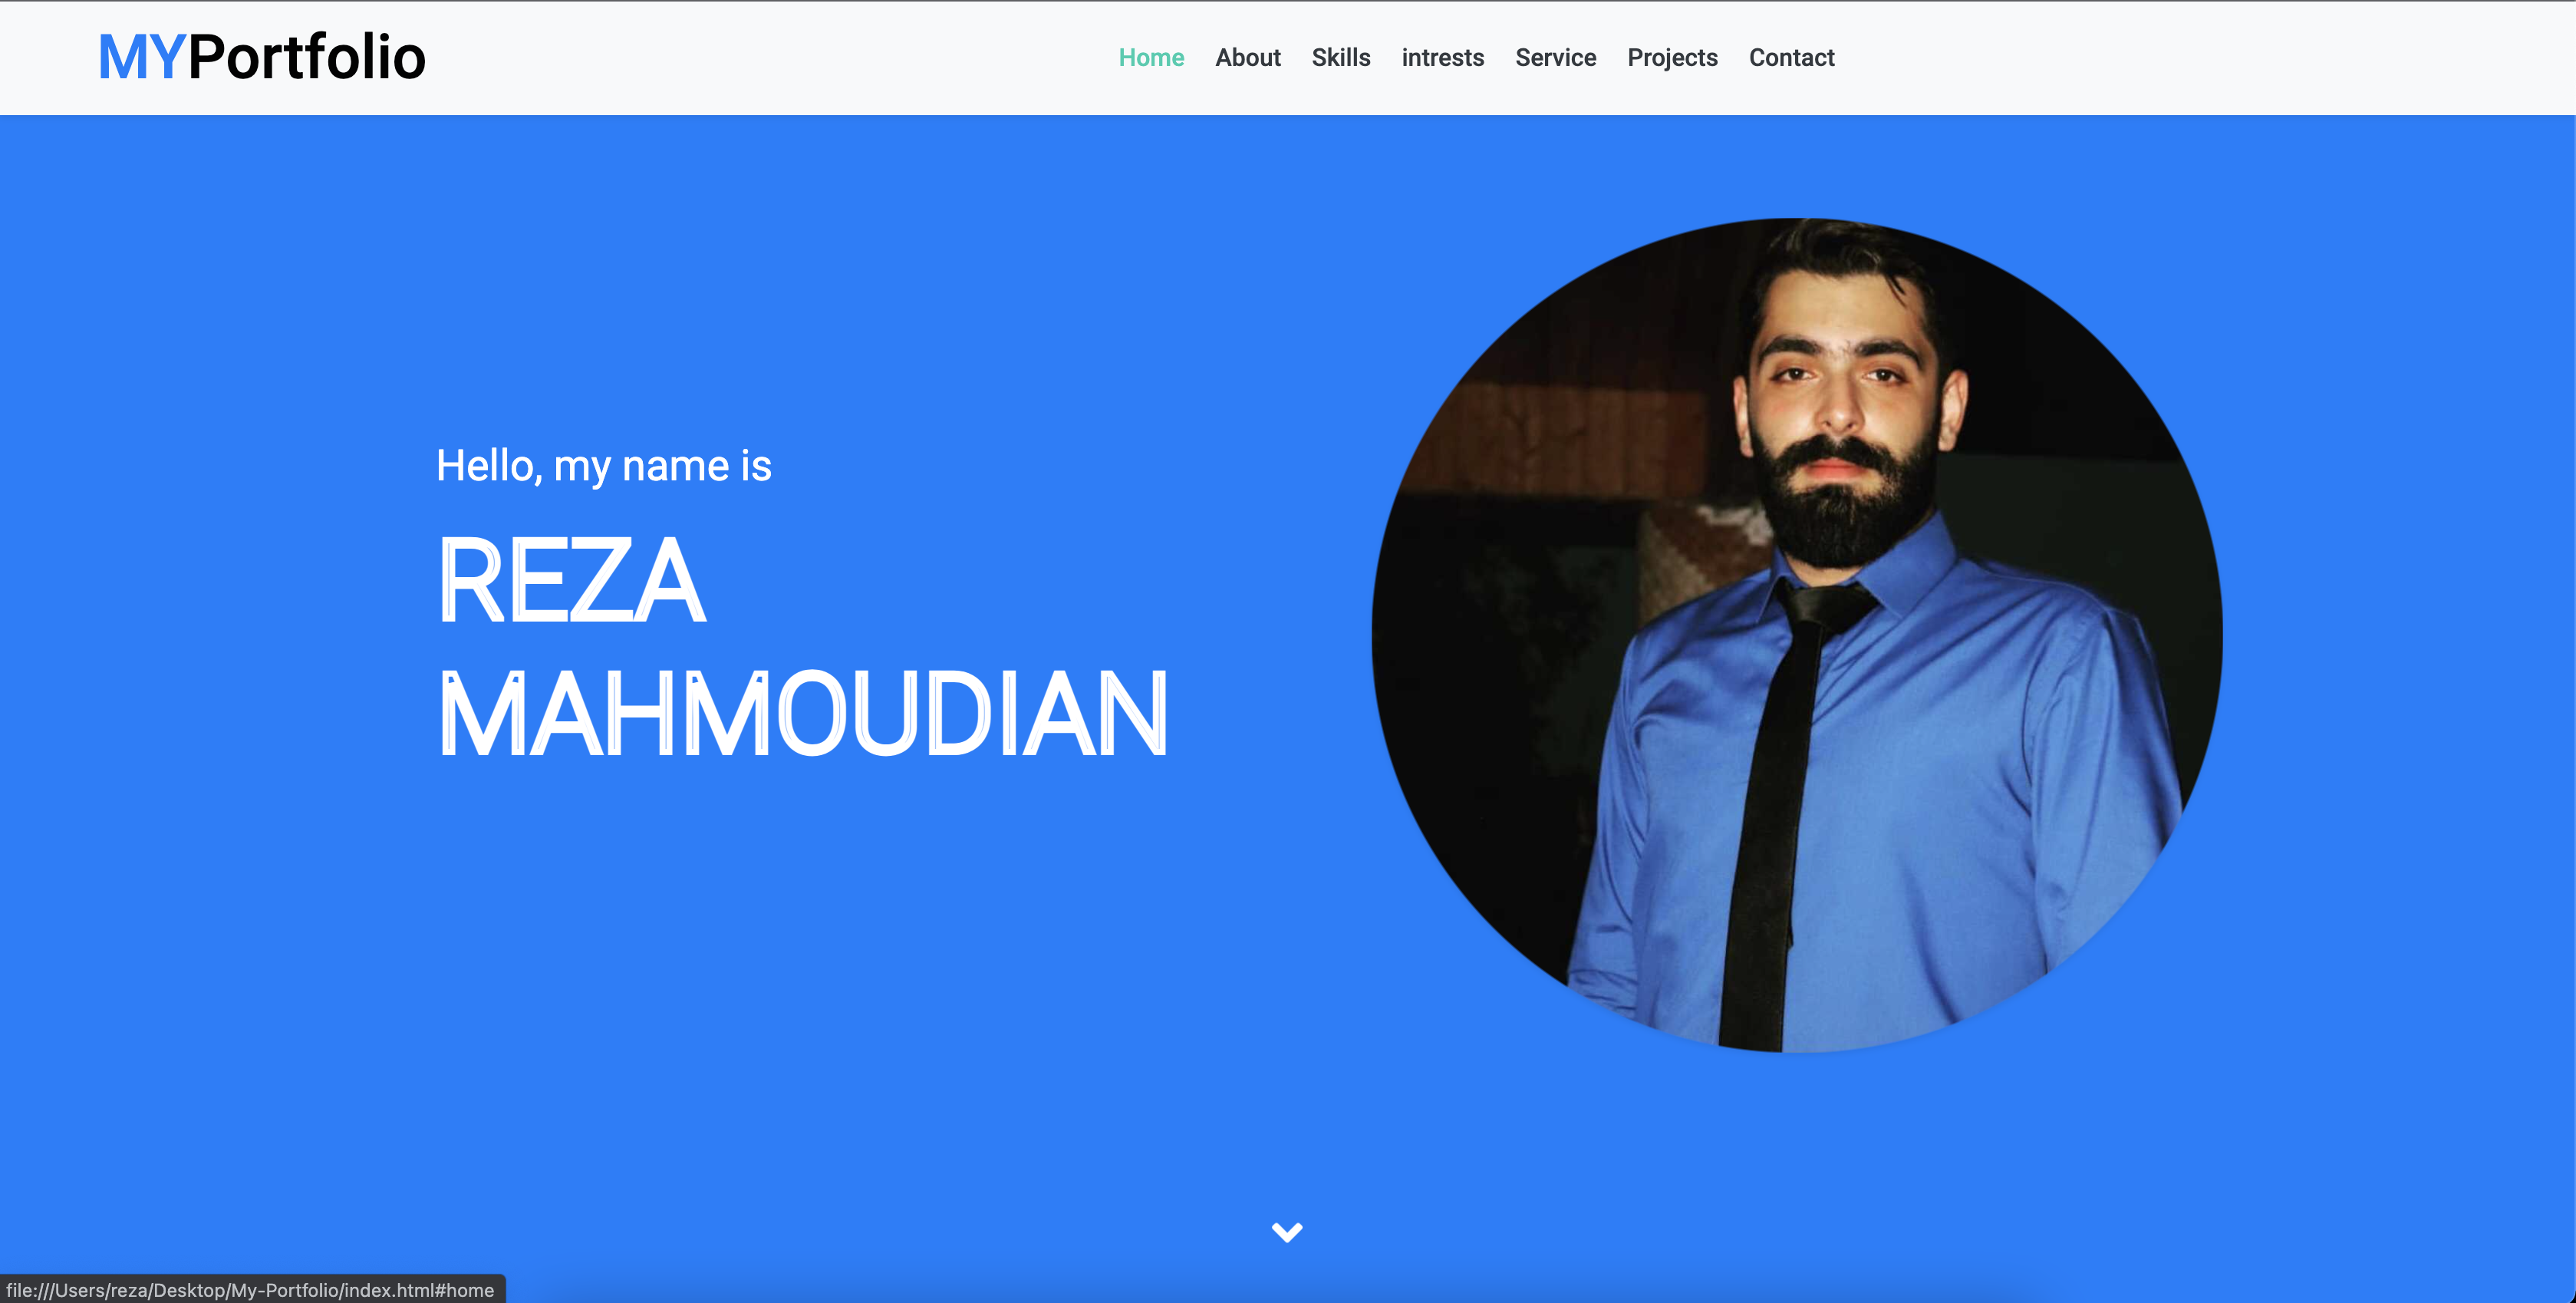 MYPortfolio
Home About Skills intrests Service Projects Contact
Hello, my name is
REZA
MAHMOUDIAN
file:///Users/reza/Desktop/My-Portfolio/index.html#home